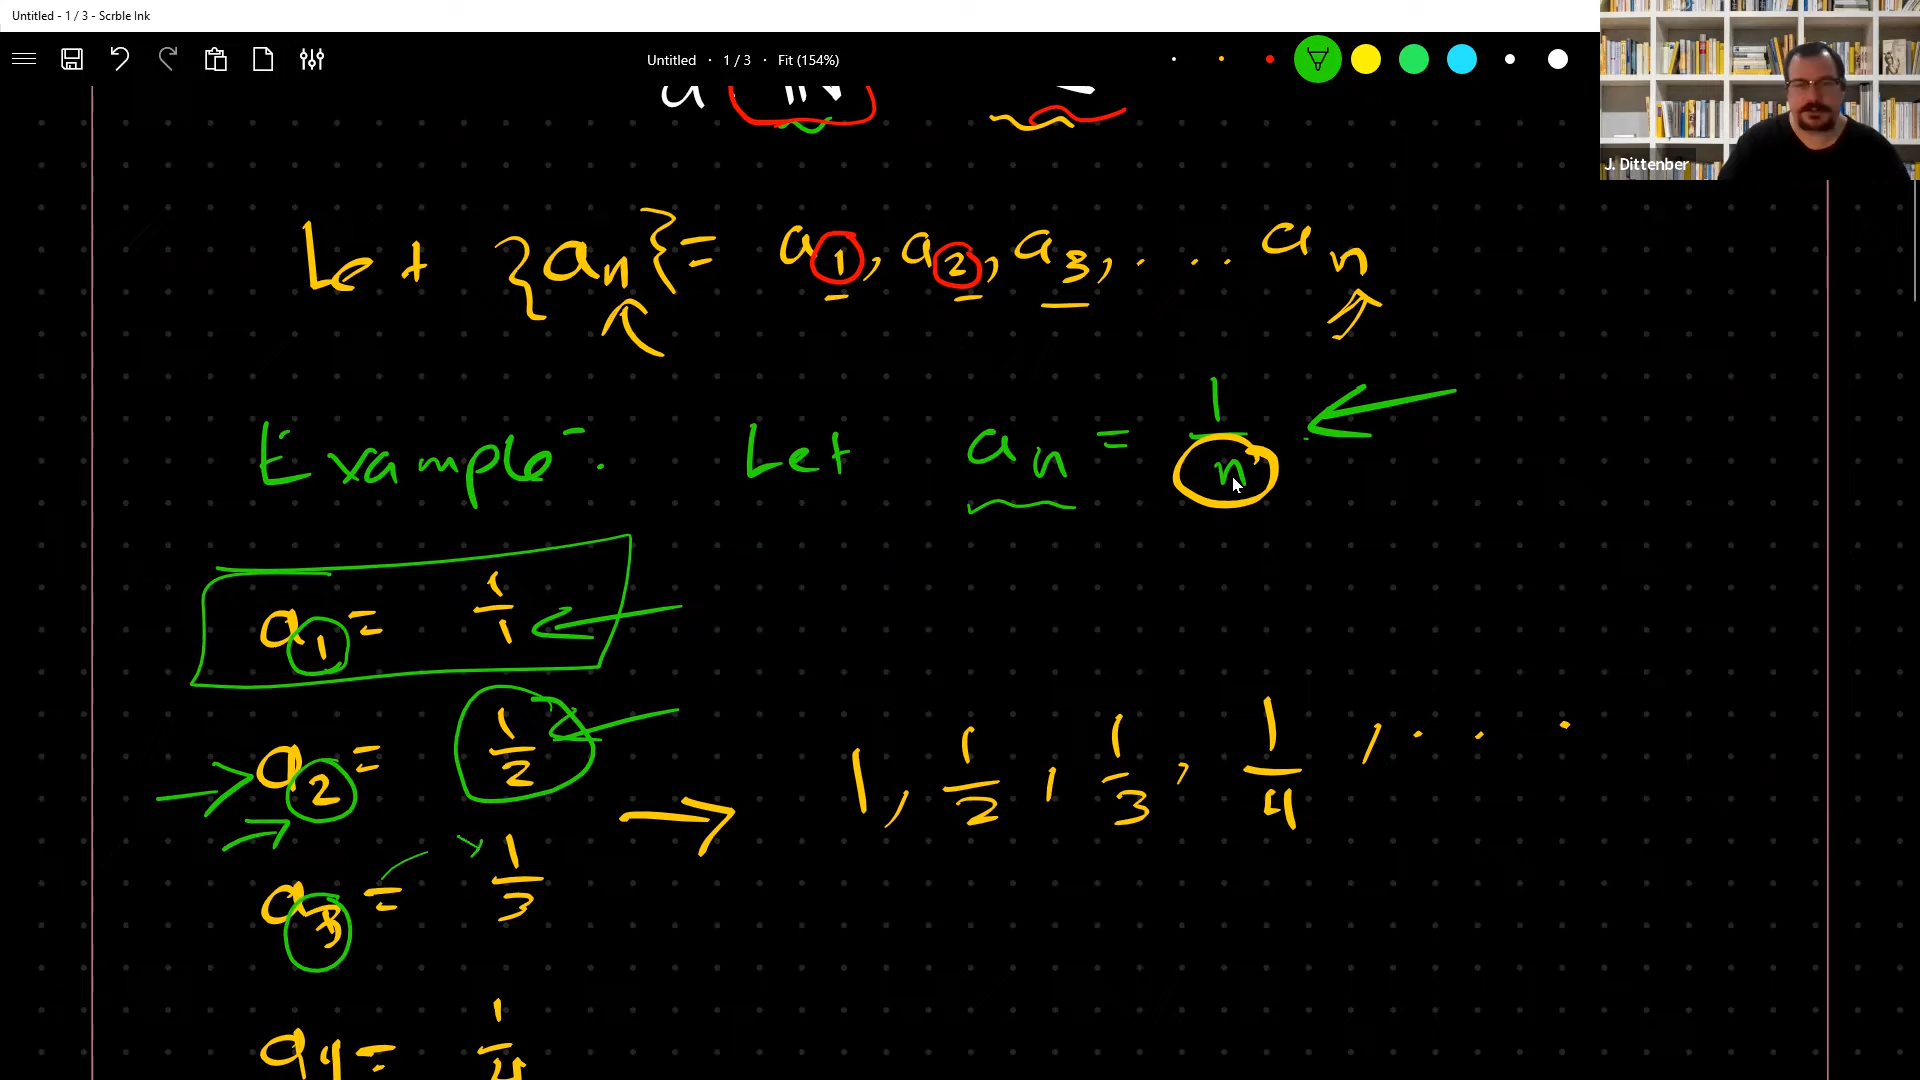 Untitled - 1 / 3 - Scrble Ink
Untitled · 1 / 3 · Fit (154%)
J. Dittenber
Let {aₙ} = a₁, a₂, a₃, . . . . aₙ
Example: Let aₙ = 1/n
a₁ = 1/1
a₂ = 1/2
→ 1, 1/2, 1/3, 1/4, . . .
a₃ = 1/3
a₄ = 1/4